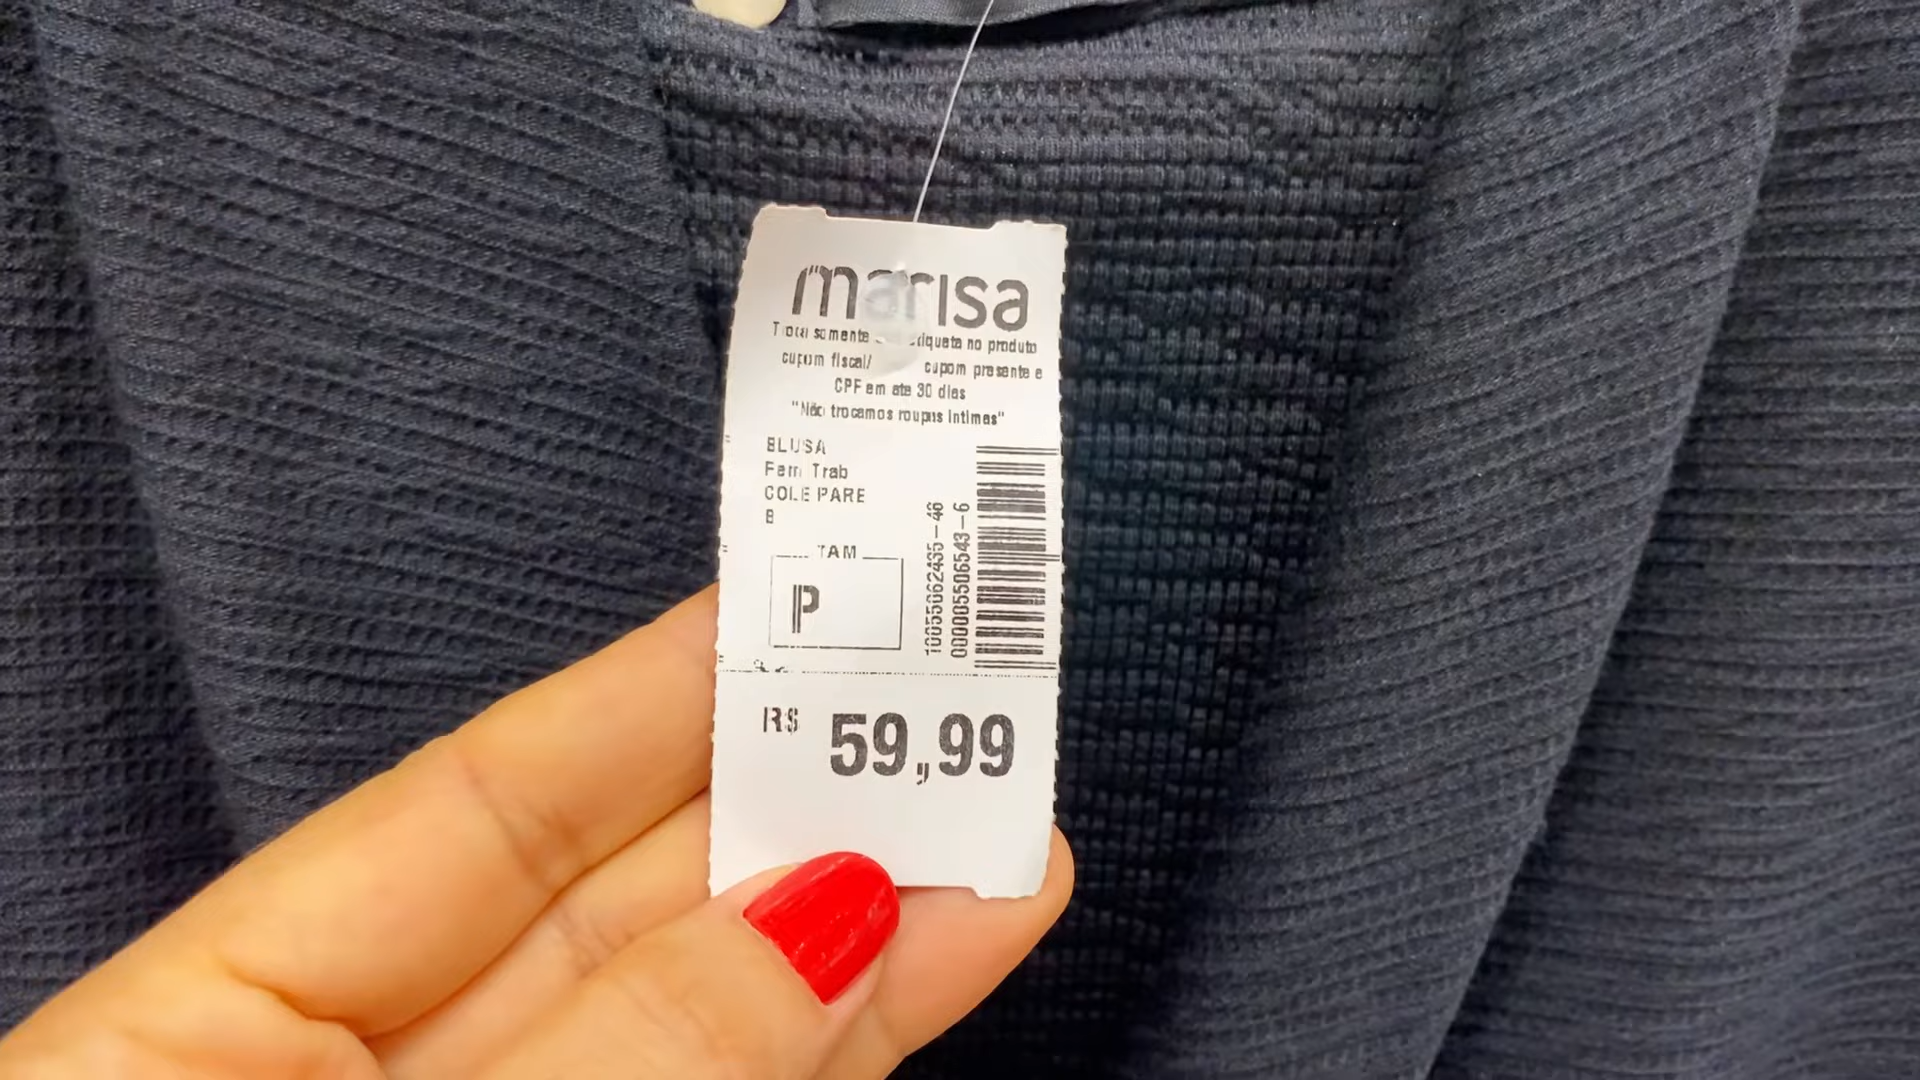 marisa
Troca somente etiqueta no produto
cupom fiscal/ cupom presente e
CPF em ate 30 dias
"Não trocamos roupas intimas"
BLUSA
Fem Trab
COLE PARE
B
TAM
P
10055062435-46
000005506543-6
R$ 59,99